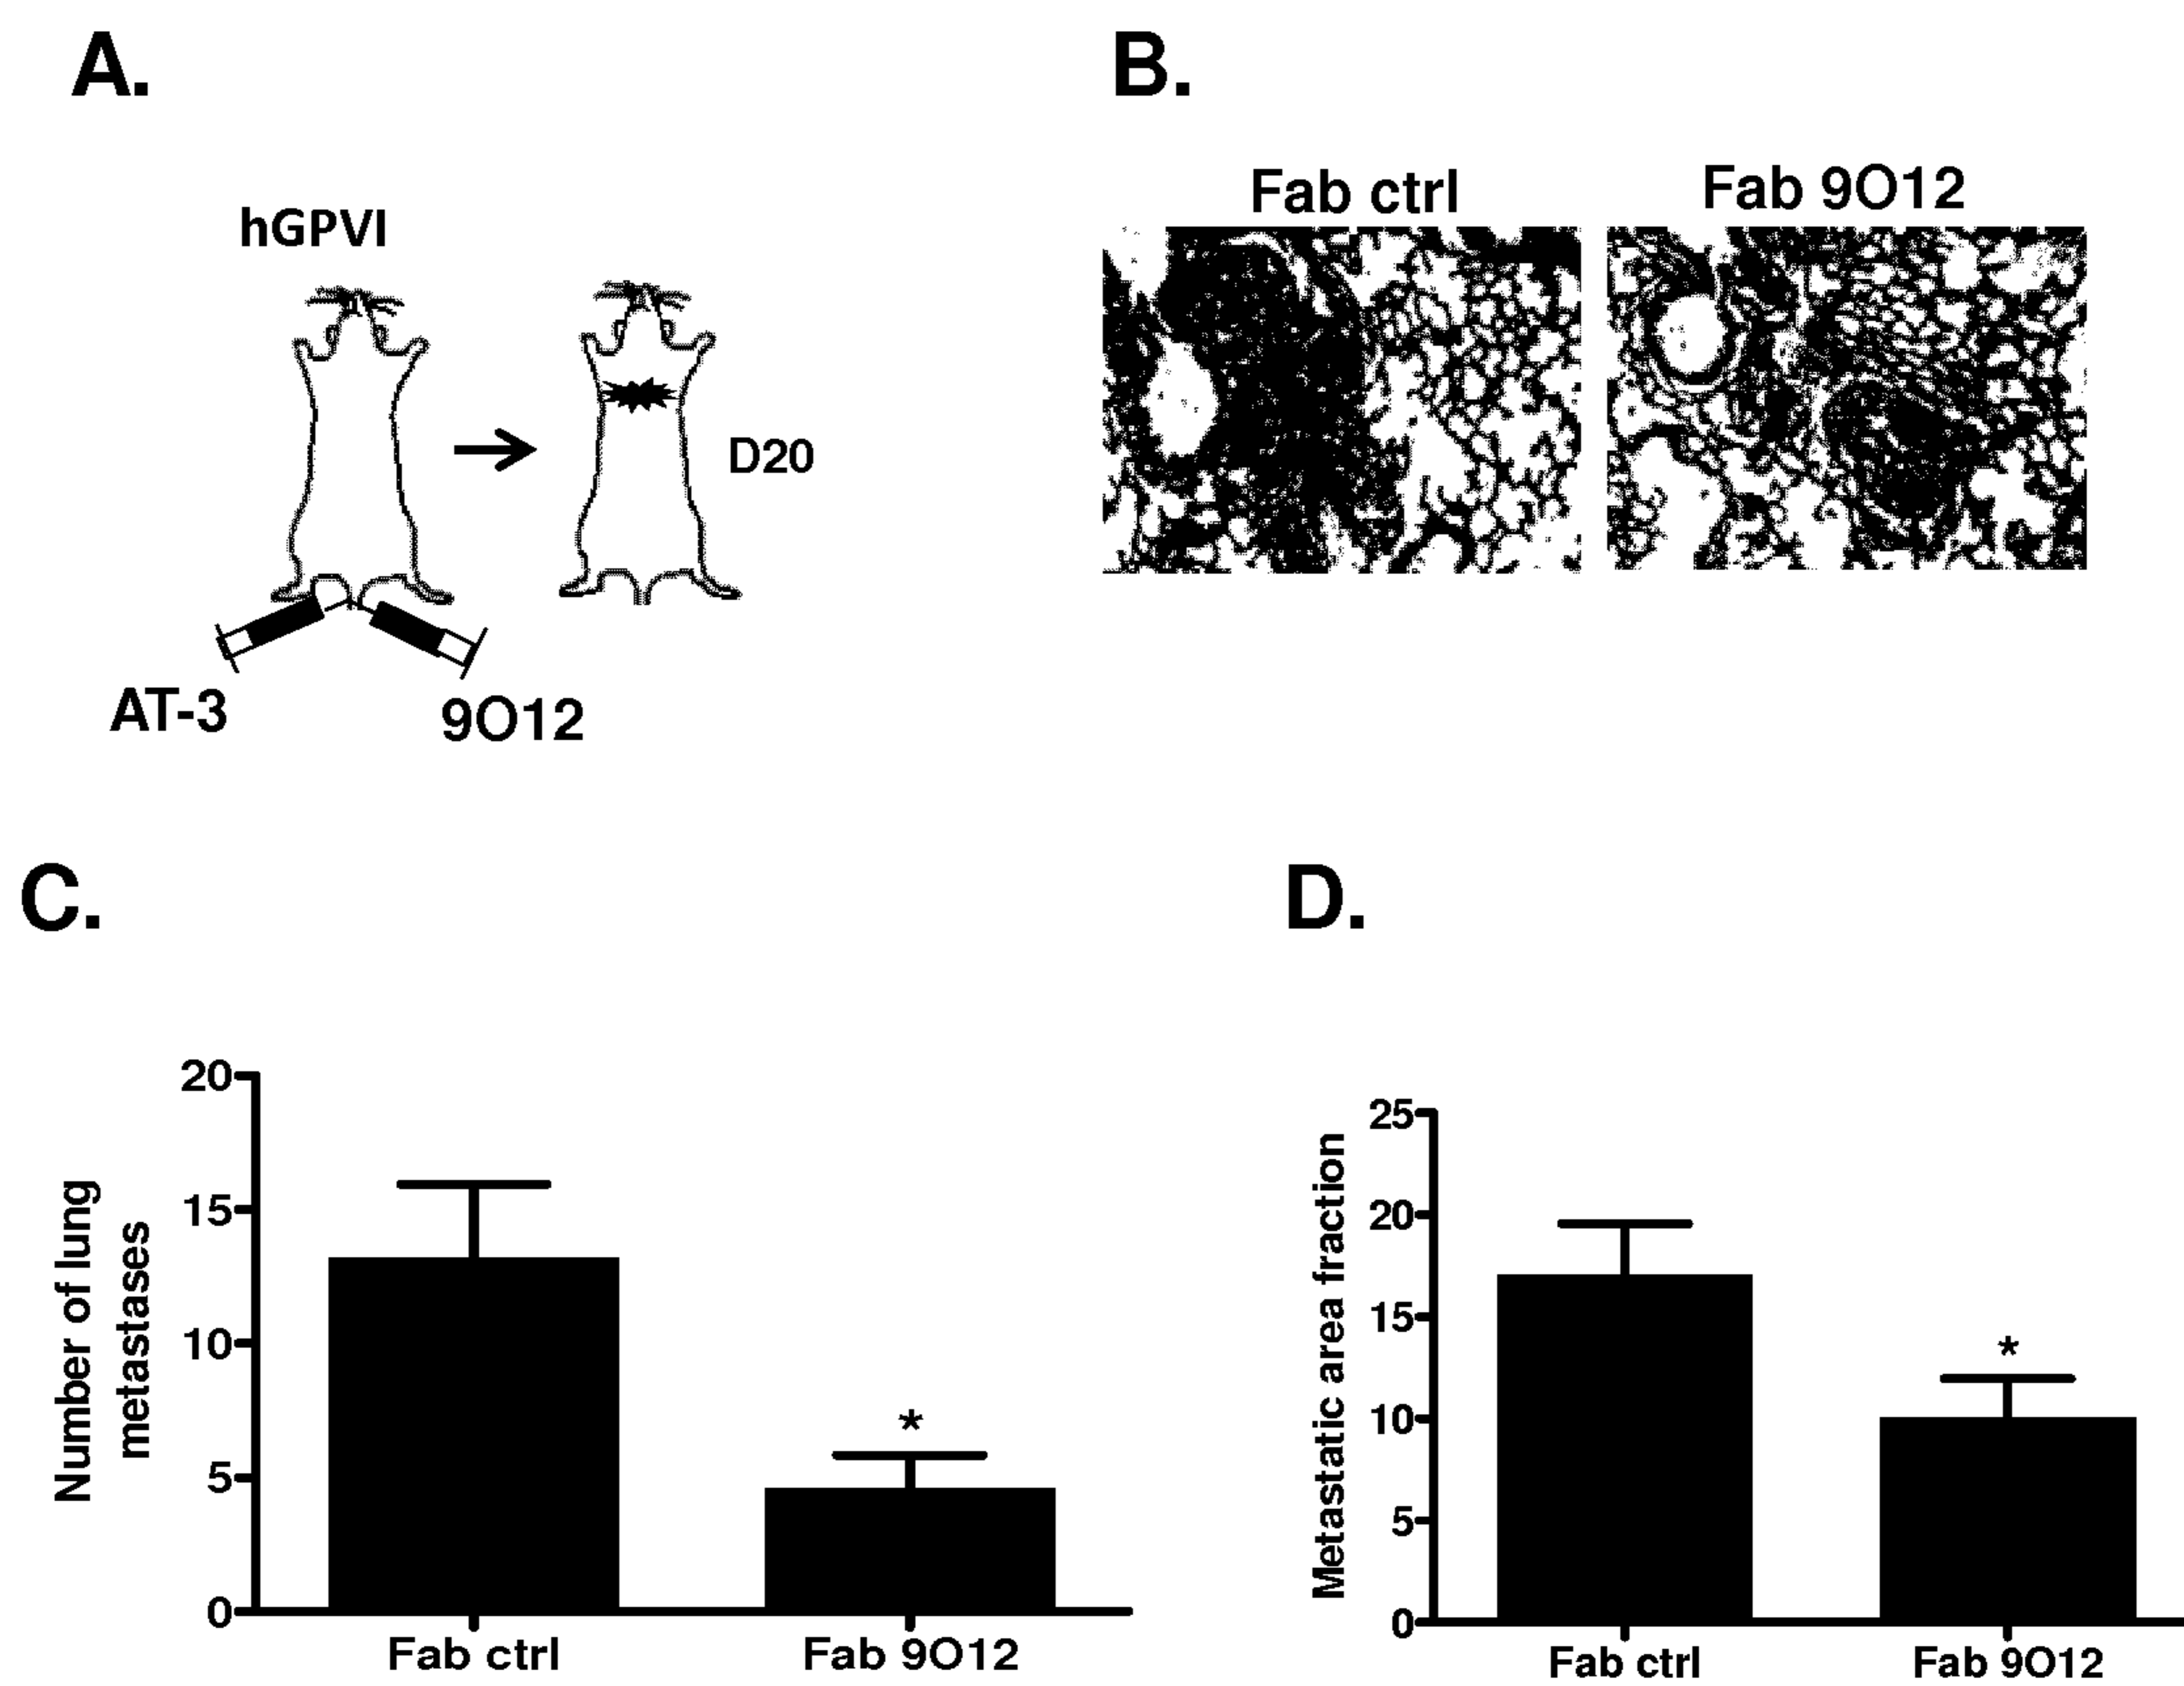 A.
hGPVI
D20
AT-3
9O12
B.
Fab ctrl
Fab 9O12
C.
Number of lung
metastases
20
15
10
5
0
*
Fab ctrl
Fab 9O12
D.
Metastatic area fraction
25
20
15
10
5
0
*
Fab ctrl
Fab 9O12